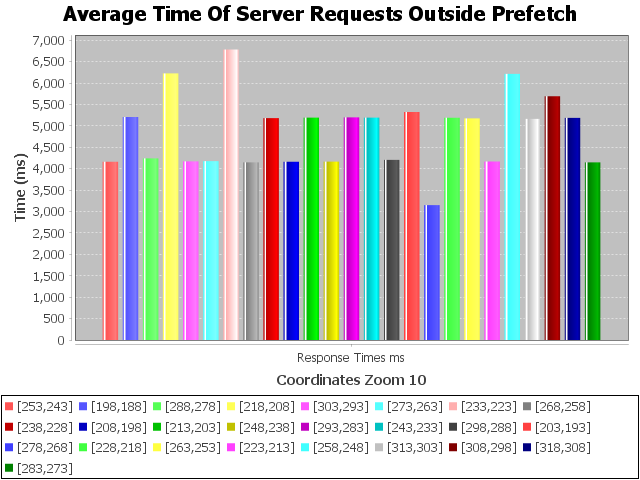 Average Time Of Server Requests Outside Prefetch
7,000
6,500
6,000
5,500
5,000
4,500
4,000
3,500
3,000
2,500
2,000
1,500
1,000
500
0
Time (ms)
Response Times ms
Coordinates Zoom 10
[253,243] [198,188] [288,278] [218,208] [303,293] [273,263] [233,223] [268,258]
[238,228] [208,198] [213,203] [248,238] [293,283] [243,233] [298,288] [203,193]
[278,268] [228,218] [263,253] [223,213] [258,248] [313,303] [308,298] [318,308]
[283,273]